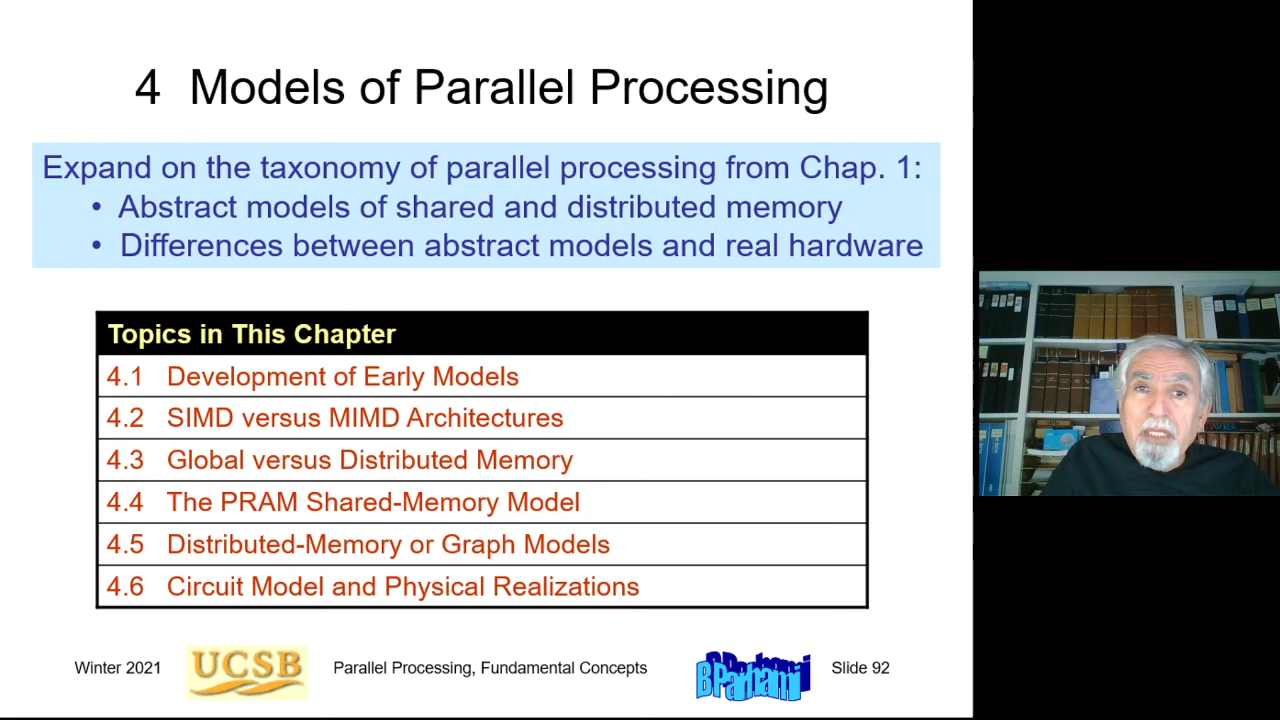 4 Models of Parallel Processing
Expand on the taxonomy of parallel processing from Chap. 1:
• Abstract models of shared and distributed memory
• Differences between abstract models and real hardware
Topics in This Chapter
4.1 Development of Early Models
4.2 SIMD versus MIMD Architectures
4.3 Global versus Distributed Memory
4.4 The PRAM Shared-Memory Model
4.5 Distributed-Memory or Graph Models
4.6 Circuit Model and Physical Realizations
Winter 2021
UCSB
Parallel Processing, Fundamental Concepts
BParhami
Slide 92